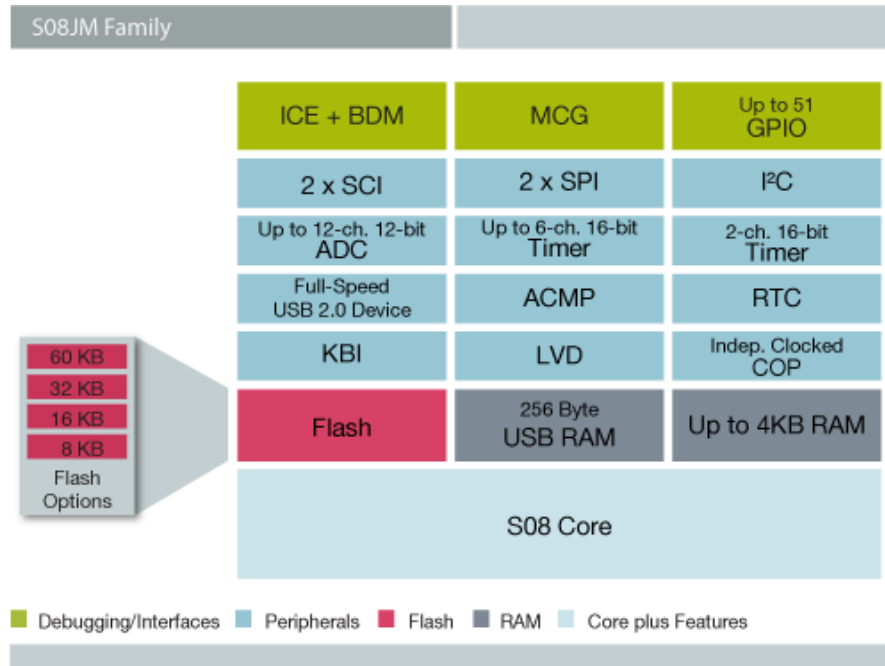 S08JM Family
ICE + BDM
MCG
Up to 51
GPIO
2 x SCI
2 x SPI
I²C
Up to 12-ch. 12-bit
ADC
Up to 6-ch. 16-bit
Timer
2-ch. 16-bit
Timer
Full-Speed
USB 2.0 Device
ACMP
RTC
KBI
LVD
Indep. Clocked
COP
60 KB
32 KB
16 KB
8 KB
Flash
Options
Flash
256 Byte
USB RAM
Up to 4KB RAM
S08 Core
Debugging/Interfaces
Peripherals
Flash
RAM
Core plus Features